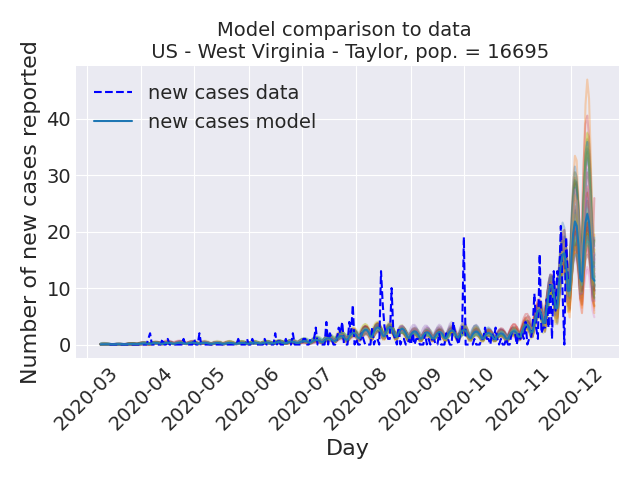 Model comparison to data
US - West Virginia - Taylor, pop. = 16695
Number of new cases reported
40
30
20
10
0
new cases data
new cases model
2020-03
2020-04
2020-05
2020-06
2020-07
2020-08
2020-09
2020-10
2020-11
2020-12
Day